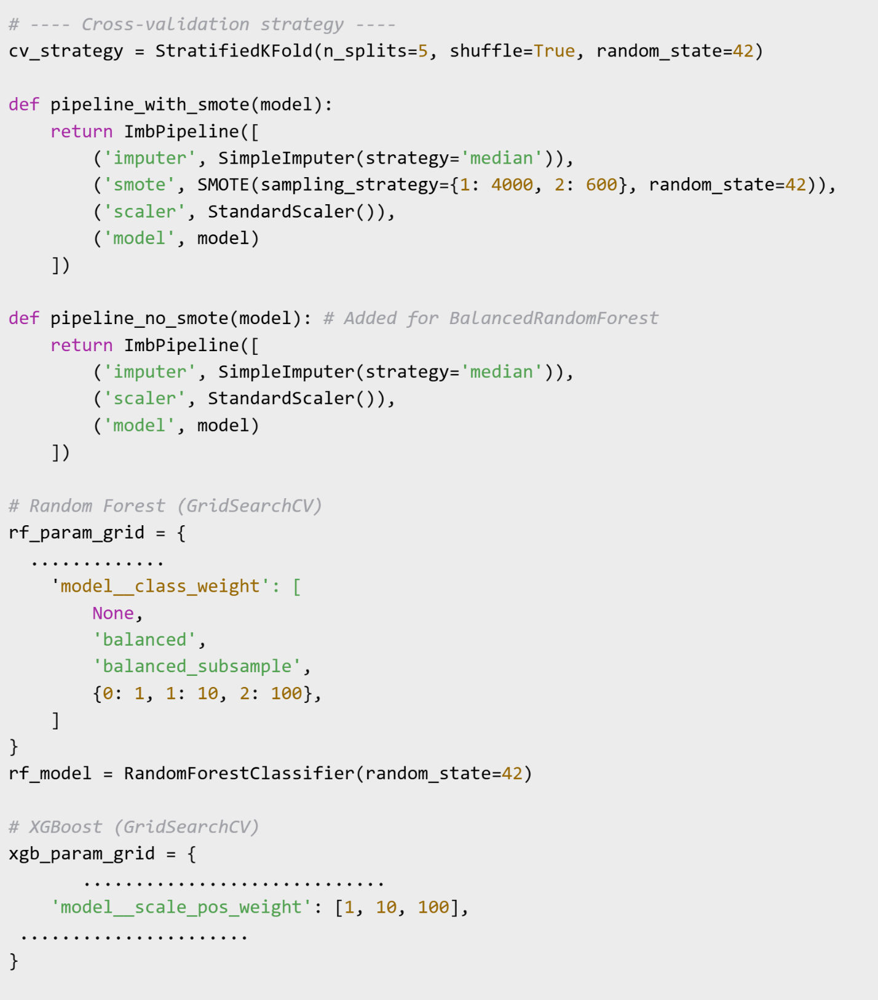 # ---- Cross-validation strategy ----
cv_strategy = StratifiedKFold(n_splits=5, shuffle=True, random_state=42)

def pipeline_with_smote(model):
    return ImbPipeline([
        ('imputer', SimpleImputer(strategy='median')),
        ('smote', SMOTE(sampling_strategy={1: 4000, 2: 600}, random_state=42)),
        ('scaler', StandardScaler()),
        ('model', model)
    ])

def pipeline_no_smote(model): # Added for BalancedRandomForest
    return ImbPipeline([
        ('imputer', SimpleImputer(strategy='median')),
        ('scaler', StandardScaler()),
        ('model', model)
    ])

# Random Forest (GridSearchCV)
rf_param_grid = {
  .............
    'model__class_weight': [
        None,
        'balanced',
        'balanced_subsample',
        {0: 1, 1: 10, 2: 100},
    ]
}
rf_model = RandomForestClassifier(random_state=42)

# XGBoost (GridSearchCV)
xgb_param_grid = {
       .............................
    'model__scale_pos_weight': [1, 10, 100],
 ......................
}